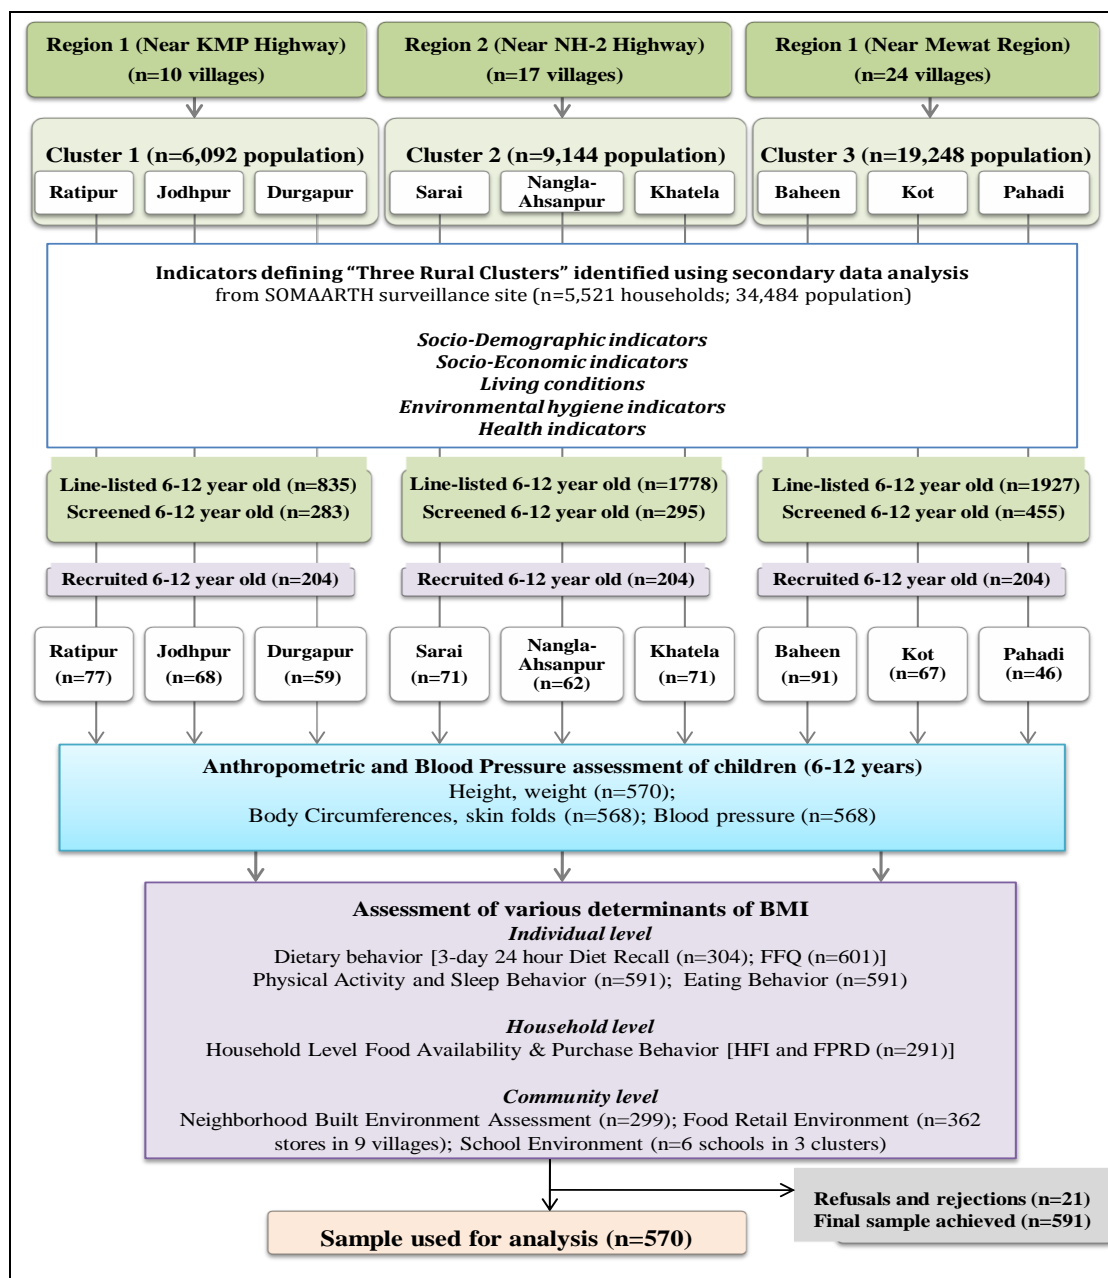 Region 1 (Near KMP Highway)
(n=10 villages)
Region 2 (Near NH-2 Highway)
(n=17 villages)
Region 1 (Near Mewat Region)
(n=24 villages)
Cluster 1 (n=6,092 population)
Ratipur
Jodhpur
Durgapur
Cluster 2 (n=9,144 population)
Sarai
Nangla-
Ahsanpur
Khatela
Cluster 3 (n=19,248 population)
Baheen
Kot
Pahadi
Indicators defining “Three Rural Clusters” identified using secondary data analysis
from SOMAARTH surveillance site (n=5,521 households; 34,484 population)
Socio-Demographic indicators
Socio-Economic indicators
Living conditions
Environmental hygiene indicators
Health indicators
Line-listed 6-12 year old (n=835)
Screened 6-12 year old (n=283)
Line-listed 6-12 year old (n=1778)
Screened 6-12 year old (n=295)
Line-listed 6-12 year old (n=1927)
Screened 6-12 year old (n=455)
Recruited 6-12 year old (n=204)
Recruited 6-12 year old (n=204)
Recruited 6-12 year old (n=204)
Ratipur
(n=77)
Jodhpur
(n=68)
Durgapur
(n=59)
Sarai
(n=71)
Nangla-
Ahsanpur
(n=62)
Khatela
(n=71)
Baheen
(n=91)
Kot
(n=67)
Pahadi
(n=46)
Anthropometric and Blood Pressure assessment of children (6-12 years)
Height, weight (n=570);
Body Circumferences, skin folds (n=568); Blood pressure (n=568)
Assessment of various determinants of BMI
Individual level
Dietary behavior [3-day 24 hour Diet Recall (n=304); FFQ (n=601)]
Physical Activity and Sleep Behavior (n=591); Eating Behavior (n=591)
Household level
Household Level Food Availability & Purchase Behavior [HFI and FPRD (n=291)]
Community level
Neighborhood Built Environment Assessment (n=299); Food Retail Environment (n=362
stores in 9 villages); School Environment (n=6 schools in 3 clusters)
Refusals and rejections (n=21)
Final sample achieved (n=591)
Sample used for analysis (n=570)